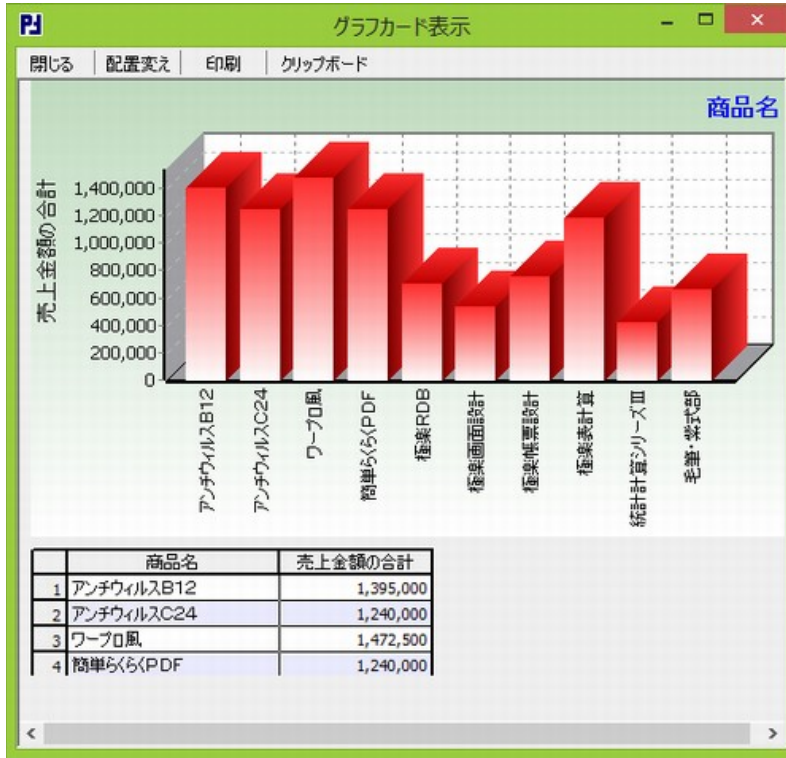 グラフカード表示
閉じる 配置変え 印刷 クリップボード
商品名
売上金額の合計
1,400,000
1,200,000
1,000,000
800,000
600,000
400,000
200,000
0
アンチウィルスB12
アンチウィルスC24
ワープロ風
簡単らくらくPDF
極楽RDB
極楽画面設計
極楽帳票設計
極楽表計算
統計計算シリーズⅢ
毛筆・紫式部
商品名 売上金額の合計
1 アンチウィルスB12 1,395,000
2 アンチウィルスC24 1,240,000
3 ワープロ風 1,472,500
4 簡単らくらくPDF 1,240,000